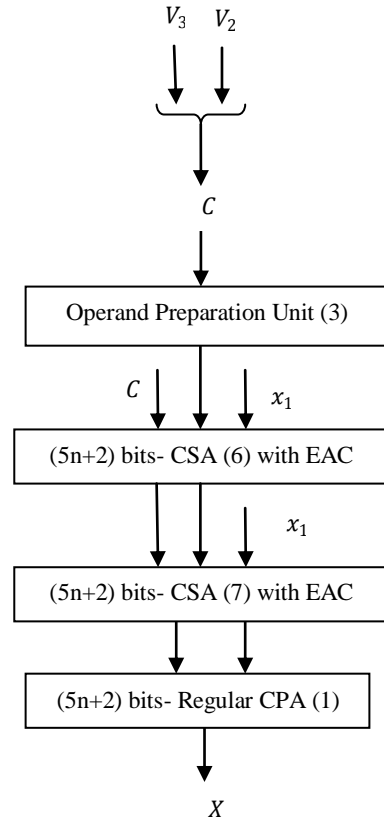 V₃ V₂
C
Operand Preparation Unit (3)
C x₁
(5n+2) bits- CSA (6) with EAC
x₁
(5n+2) bits- CSA (7) with EAC
(5n+2) bits- Regular CPA (1)
X